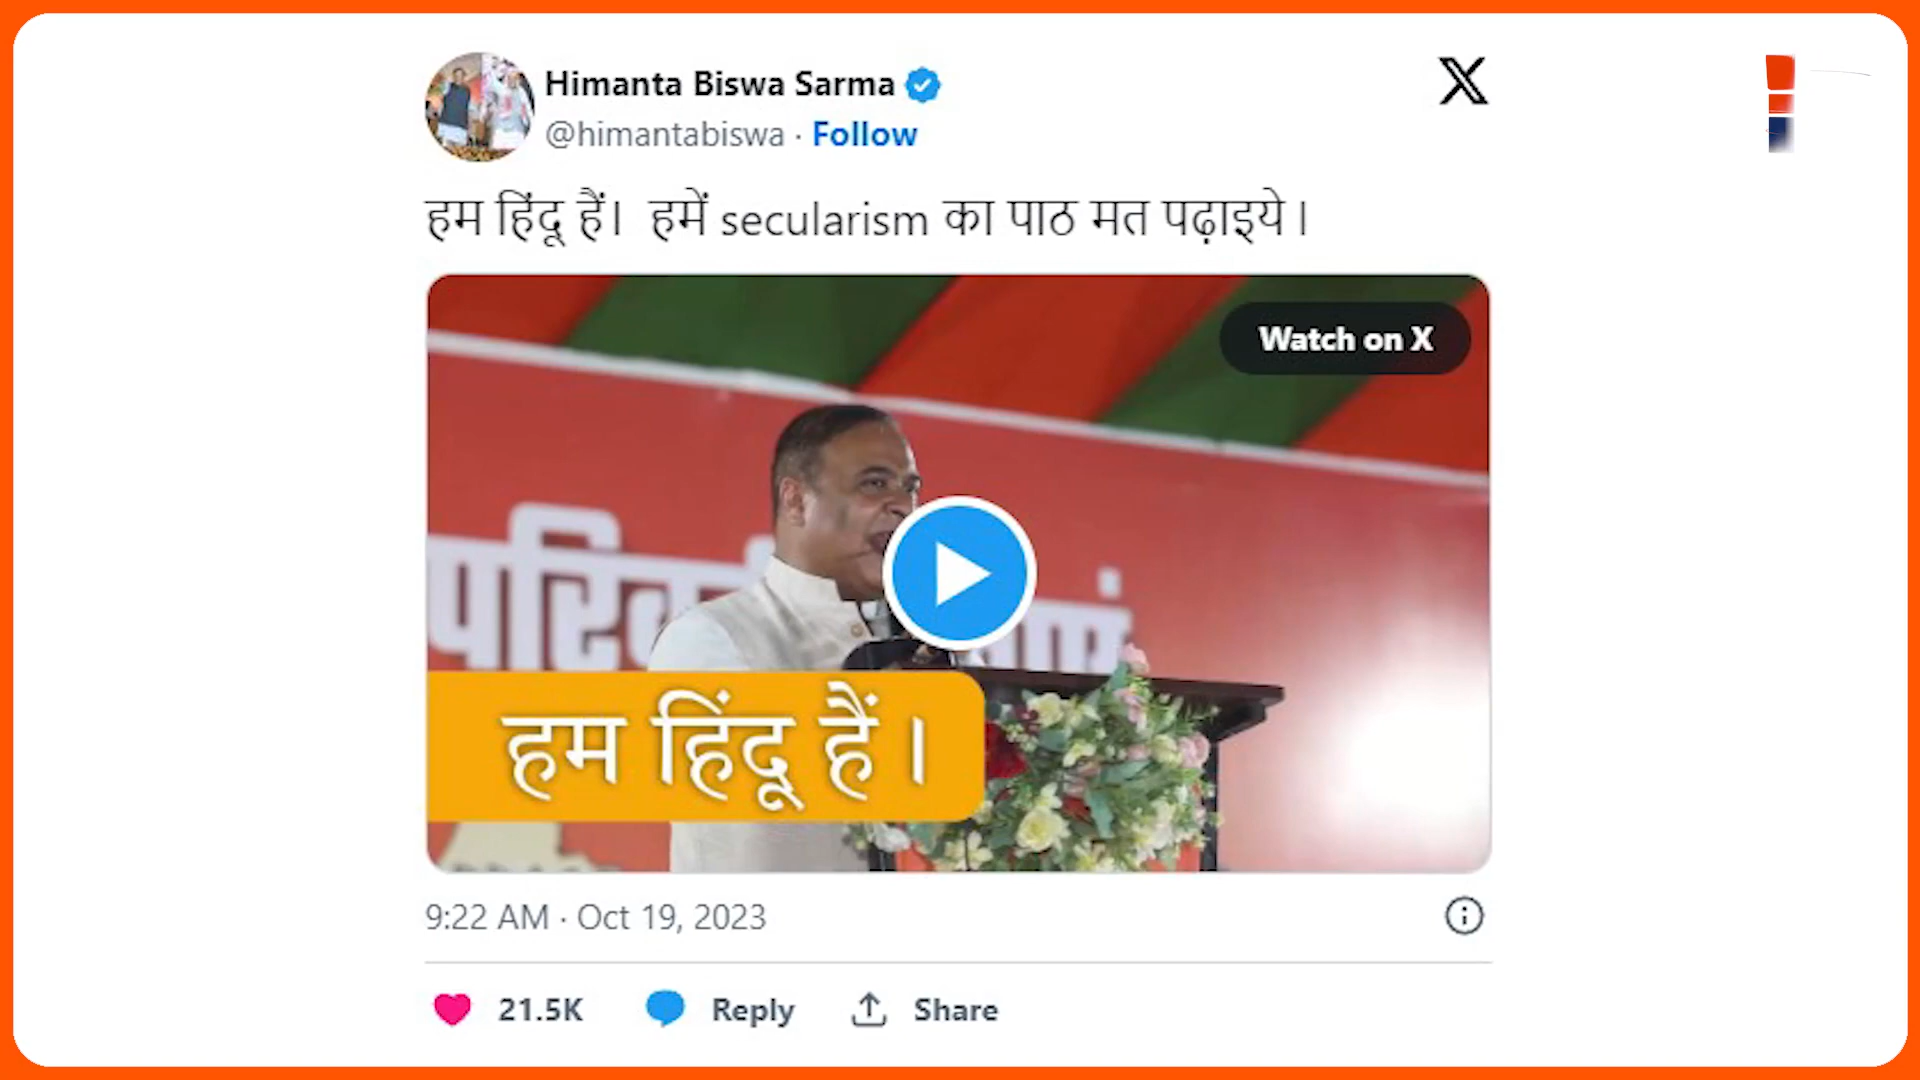 Himanta Biswa Sarma
@himantabiswa · Follow
हम हिंदू हैं। हमें secularism का पाठ मत पढ़ाइये।
Watch on X
हम हिंदू हैं।
9:22 AM · Oct 19, 2023
21.5K Reply Share